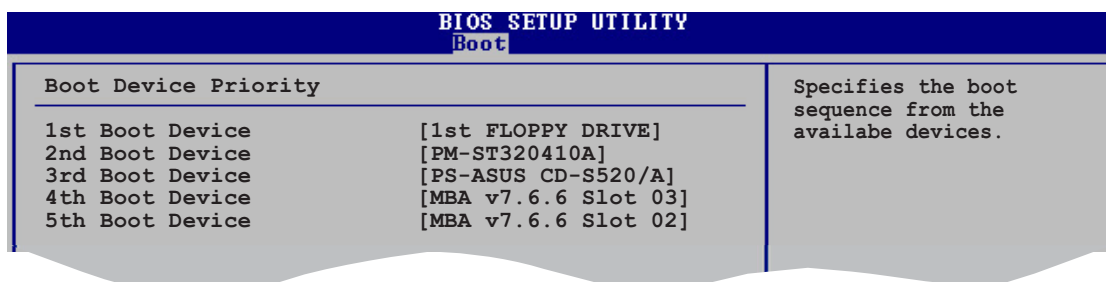 BIOS SETUP UTILITY
Boot
Boot Device Priority
1st Boot Device [1st FLOPPY DRIVE]
2nd Boot Device [PM-ST320410A]
3rd Boot Device [PS-ASUS CD-S520/A]
4th Boot Device [MBA v7.6.6 Slot 03]
5th Boot Device [MBA v7.6.6 Slot 02]
Specifies the boot
sequence from the
availabe devices.